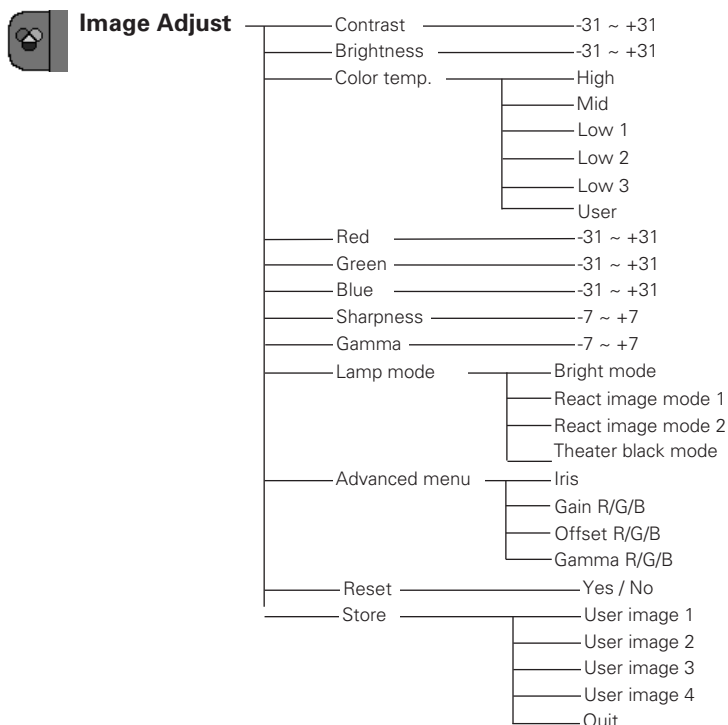 Image Adjust Contrast -31 ~ +31
Brightness -31 ~ +31
Color temp. High
Mid
Low 1
Low 2
Low 3
User
Red -31 ~ +31
Green -31 ~ +31
Blue -31 ~ +31
Sharpness -7 ~ +7
Gamma -7 ~ +7
Lamp mode Bright mode
React image mode 1
React image mode 2
Theater black mode
Advanced menu Iris
Gain R/G/B
Offset R/G/B
Gamma R/G/B
Reset Yes / No
Store User image 1
User image 2
User image 3
User image 4
Quit